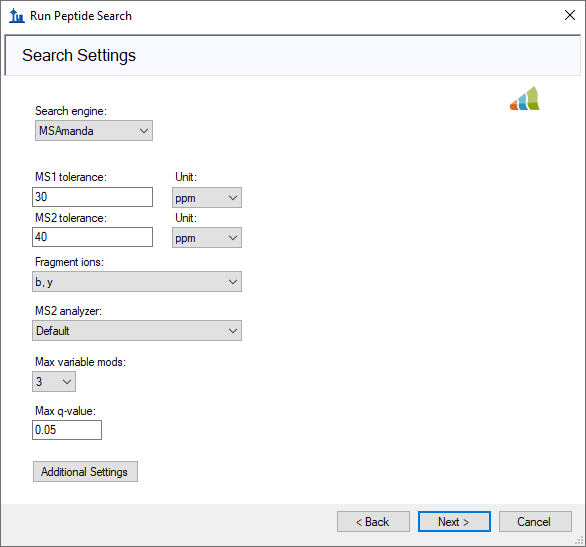 Run Peptide Search
Search Settings
Search engine:
MSAmanda
MS1 tolerance: Unit:
30 ppm
MS2 tolerance: Unit:
40 ppm
Fragment ions:
b, y
MS2 analyzer:
Default
Max variable mods:
3
Max q-value:
0.05
Additional Settings
< Back Next > Cancel